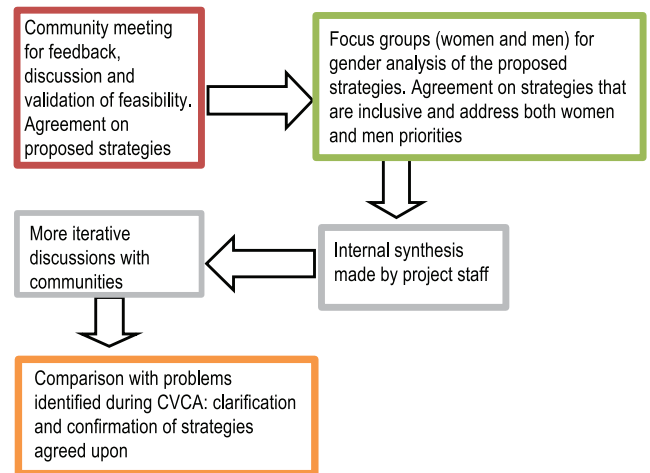 Community meeting
for feedback,
discussion and
validation of feasibility.
Agreement on
proposed strategies
Focus groups (women and men) for
gender analysis of the proposed
strategies. Agreement on strategies that
are inclusive and address both women
and men priorities
Internal synthesis
made by project staff
More iterative
discussions with
communities
Comparison with problems
identified during CVCA: clarification
and confirmation of strategies
agreed upon